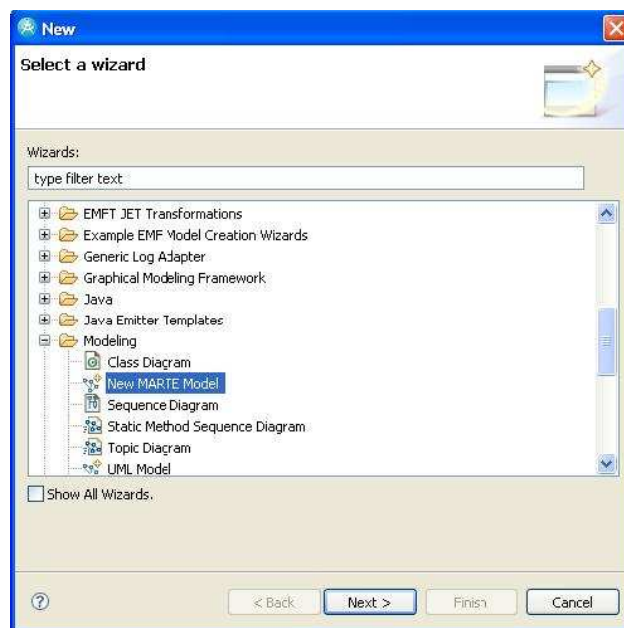 New
Select a wizard
Wizards:
type filter text
EMFT JET Transformations
Example EMF Model Creation Wizards
Generic Log Adapter
Graphical Modeling Framework
Java
Java Emitter Templates
Modeling
Class Diagram
New MARTE Model
Sequence Diagram
Static Method Sequence Diagram
Topic Diagram
UML Model
Show All Wizards.
< Back Next > Finish Cancel